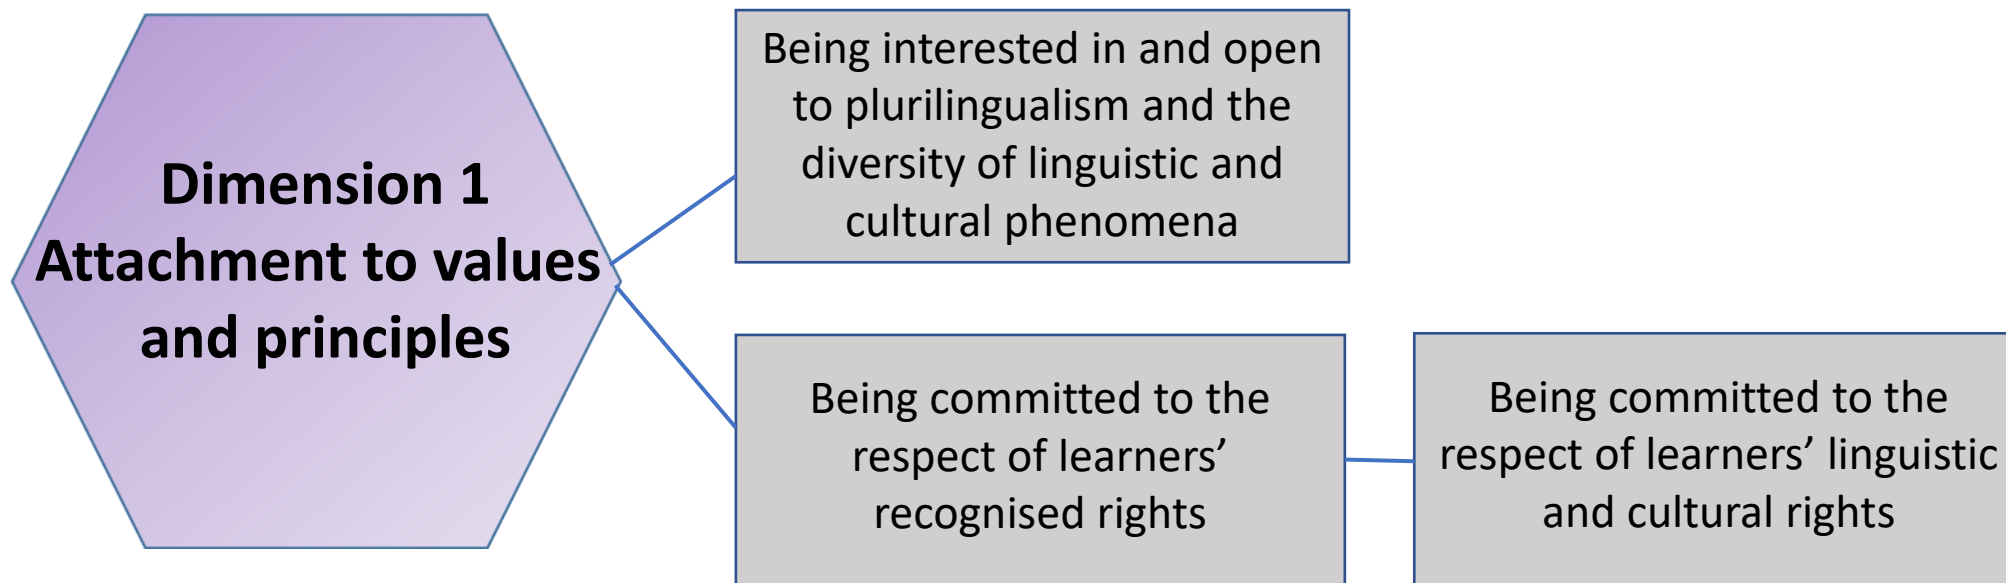 Dimension 1
Attachment to values
and principles
Being interested in and open
to plurilingualism and the
diversity of linguistic and
cultural phenomena
Being committed to the
respect of learners’
recognised rights
Being committed to the
respect of learners’ linguistic
and cultural rights